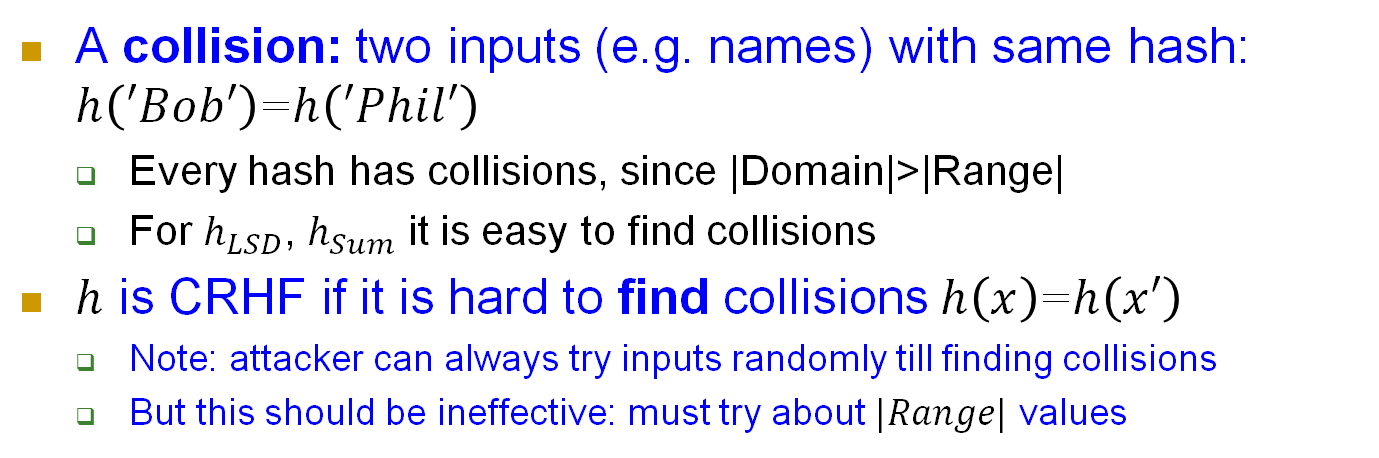 A collision: two inputs (e.g. names) with same hash:
h('Bob')=h('Phil')
Every hash has collisions, since |Domain|>|Range|
For h_LSD, h_Sum it is easy to find collisions
h is CRHF if it is hard to find collisions h(x)=h(x')
Note: attacker can always try inputs randomly till finding collisions
But this should be ineffective: must try about |Range| values